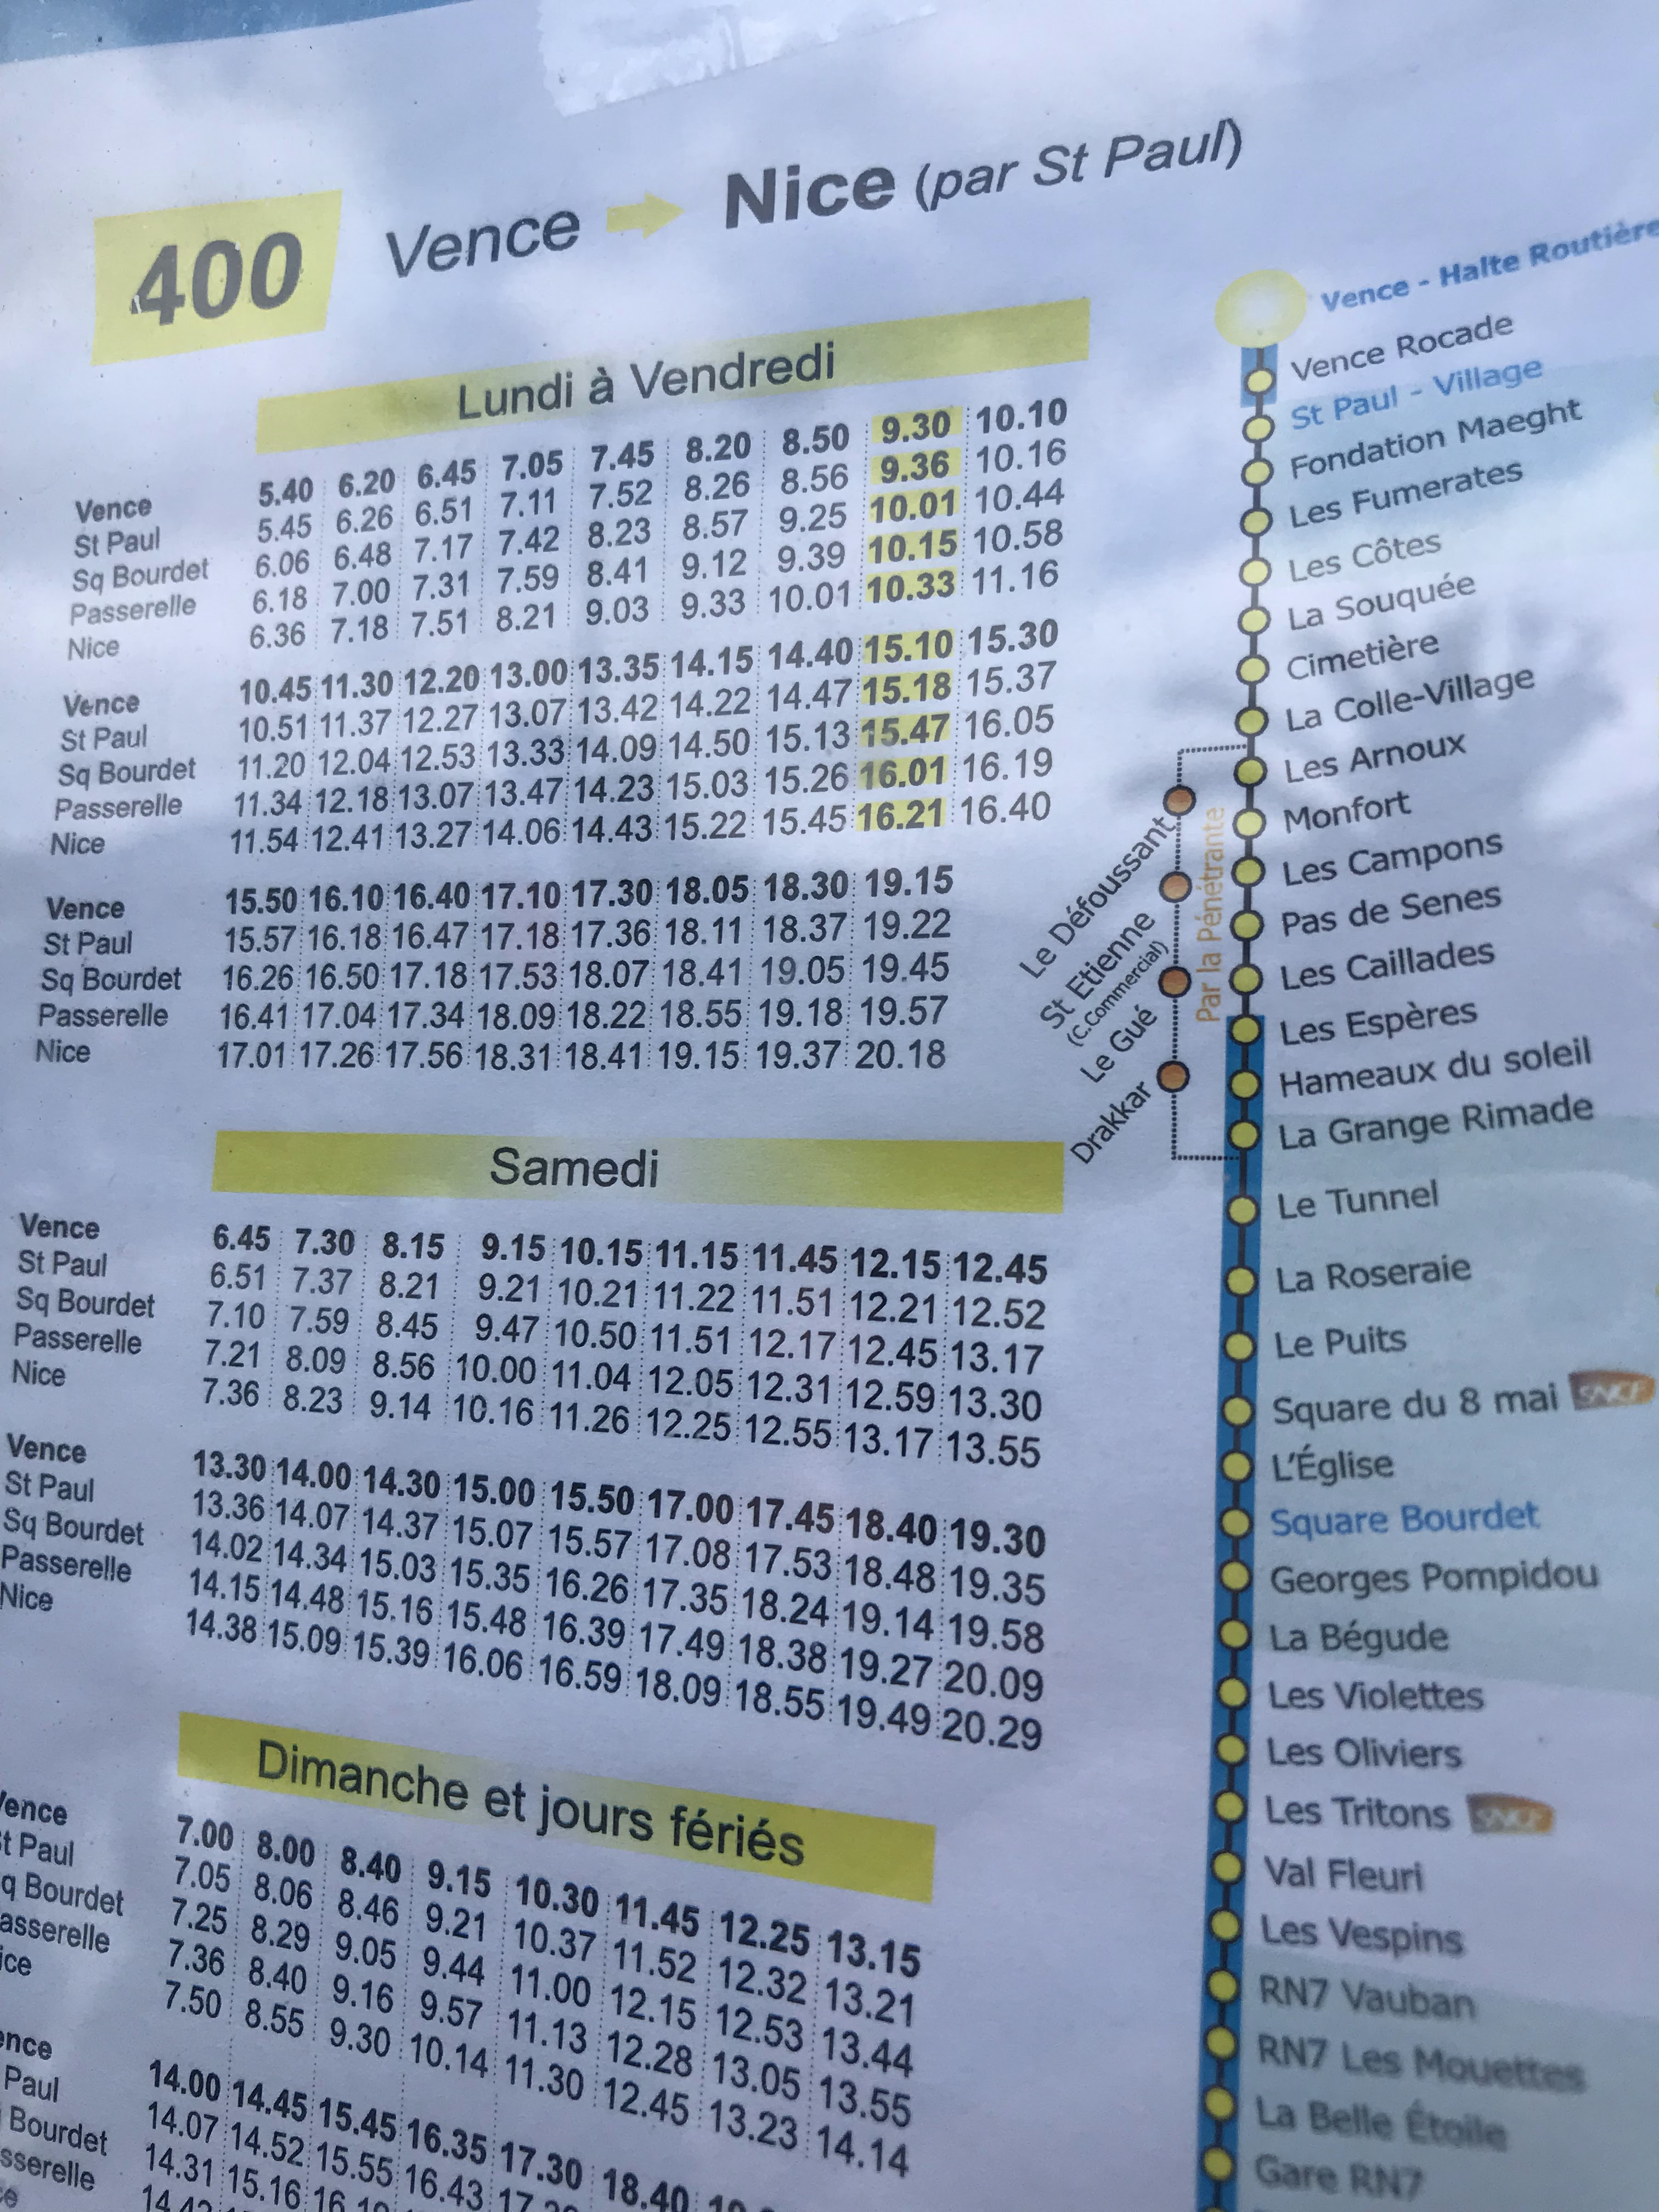 400 Vence Nice (par St Paul)
Lundi à Vendredi
Vence 5.40 6.20 6.45 7.05 7.45 8.20 8.50 9.30 10.10
St Paul 5.45 6.26 6.51 7.11 7.52 8.26 8.56 9.36 10.16
Sq Bourdet 6.06 6.48 7.17 7.42 8.23 8.57 9.25 10.01 10.44
Passerelle 6.18 7.00 7.31 7.59 8.41 9.12 9.39 10.15 10.58
Nice 6.36 7.18 7.51 8.21 9.03 9.33 10.01 10.33 11.16
Vence 10.45 11.30 12.20 13.00 13.35 14.15 14.40 15.10 15.30
St Paul 10.51 11.37 12.27 13.07 13.42 14.22 14.47 15.18 15.37
Sq Bourdet 11.20 12.04 12.53 13.33 14.09 14.50 15.13 15.47 16.05
Passerelle 11.34 12.18 13.07 13.47 14.23 15.03 15.26 16.01 16.19
Nice 11.54 12.41 13.27 14.06 14.43 15.22 15.45 16.21 16.40
Vence 15.50 16.10 16.40 17.10 17.30 18.05 18.30 19.15
St Paul 15.57 16.18 16.47 17.18 17.36 18.11 18.37 19.22
Sq Bourdet 16.26 16.50 17.18 17.53 18.07 18.41 19.05 19.45
Passerelle 16.41 17.04 17.34 18.09 18.22 18.55 19.18 19.57
Nice 17.01 17.26 17.56 18.31 18.41 19.15 19.37 20.18
Samedi
Vence 6.45 7.30 8.15 9.15 10.15 11.15 11.45 12.15 12.45
St Paul 6.51 7.37 8.21 9.21 10.21 11.22 11.51 12.21 12.52
Sq Bourdet 7.10 7.59 8.45 9.47 10.50 11.51 12.17 12.45 13.17
Passerelle 7.21 8.09 8.56 10.00 11.04 12.05 12.31 12.59 13.30
Nice 7.36 8.23 9.14 10.16 11.26 12.25 12.55 13.17 13.55
Vence 13.30 14.00 14.30 15.00 15.50 17.00 17.45 18.40 19.30
St Paul 13.36 14.07 14.37 15.07 15.57 17.08 17.53 18.48 19.35
Sq Bourdet 14.02 14.34 15.03 15.35 16.26 17.35 18.24 19.14 19.58
Passerelle 14.15 14.48 15.16 15.48 16.39 17.49 18.38 19.27 20.09
Nice 14.38 15.09 15.39 16.06 16.59 18.09 18.55 19.49 20.29
Dimanche et jours fériés
ence 7.00 8.00 8.40 9.15 10.30 11.45 12.25 13.15
t Paul 7.05 8.06 8.46 9.21 10.37 11.52 12.32 13.21
q Bourdet 7.25 8.29 9.05 9.44 11.00 12.15 12.53 13.44
asserelle 7.36 8.40 9.16 9.57 11.13 12.28 13.05 13.55
ice 7.50 8.55 9.30 10.14 11.30 12.45 13.23 14.14
nce 14.00 14.45 15.45 16.35 17.30 18.40
Paul 14.07 14.52 15.55 16.43
Bourdet 14.31 15.16
sserelle
Vence - Halte Routière
Vence Rocade
St Paul - Village
Fondation Maeght
Les Fumerates
Les Côtes
La Souquée
Cimetière
La Colle-Village
Les Arnoux
Monfort
Les Campons
Pas de Senes
Les Caillades
Les Espères
Hameaux du soleil
La Grange Rimade
Le Tunnel
La Roseraie
Le Puits
Square du 8 mai SNCF
L'Église
Square Bourdet
Georges Pompidou
La Bégude
Les Violettes
Les Oliviers
Les Tritons SNCF
Val Fleuri
Les Vespins
RN7 Vauban
RN7 Les Mouettes
La Belle Étoile
Gare RN7
Par la Pénétrante
Le Défoussant
St Etienne
(C.Commercial)
Le Gué
Drakkar